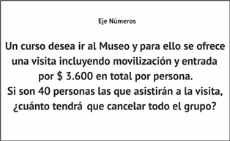 Eje Números
Un curso desea ir al Museo y para ello se ofrece
una visita incluyendo movilización y entrada
por $ 3.600 en total por persona.
Si son 40 personas las que asistirán a la visita,
¿cuánto tendrá que cancelar todo el grupo?